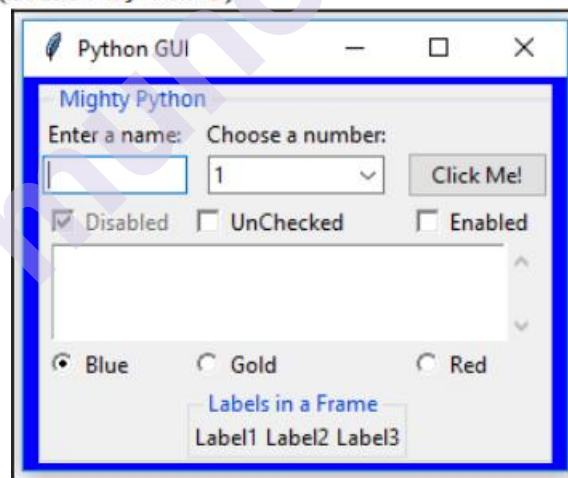 Python GUI
Mighty Python
Enter a name: Choose a number:
1 Click Me!
Disabled UnChecked Enabled
Blue Gold Red
Labels in a Frame
Label1 Label2 Label3